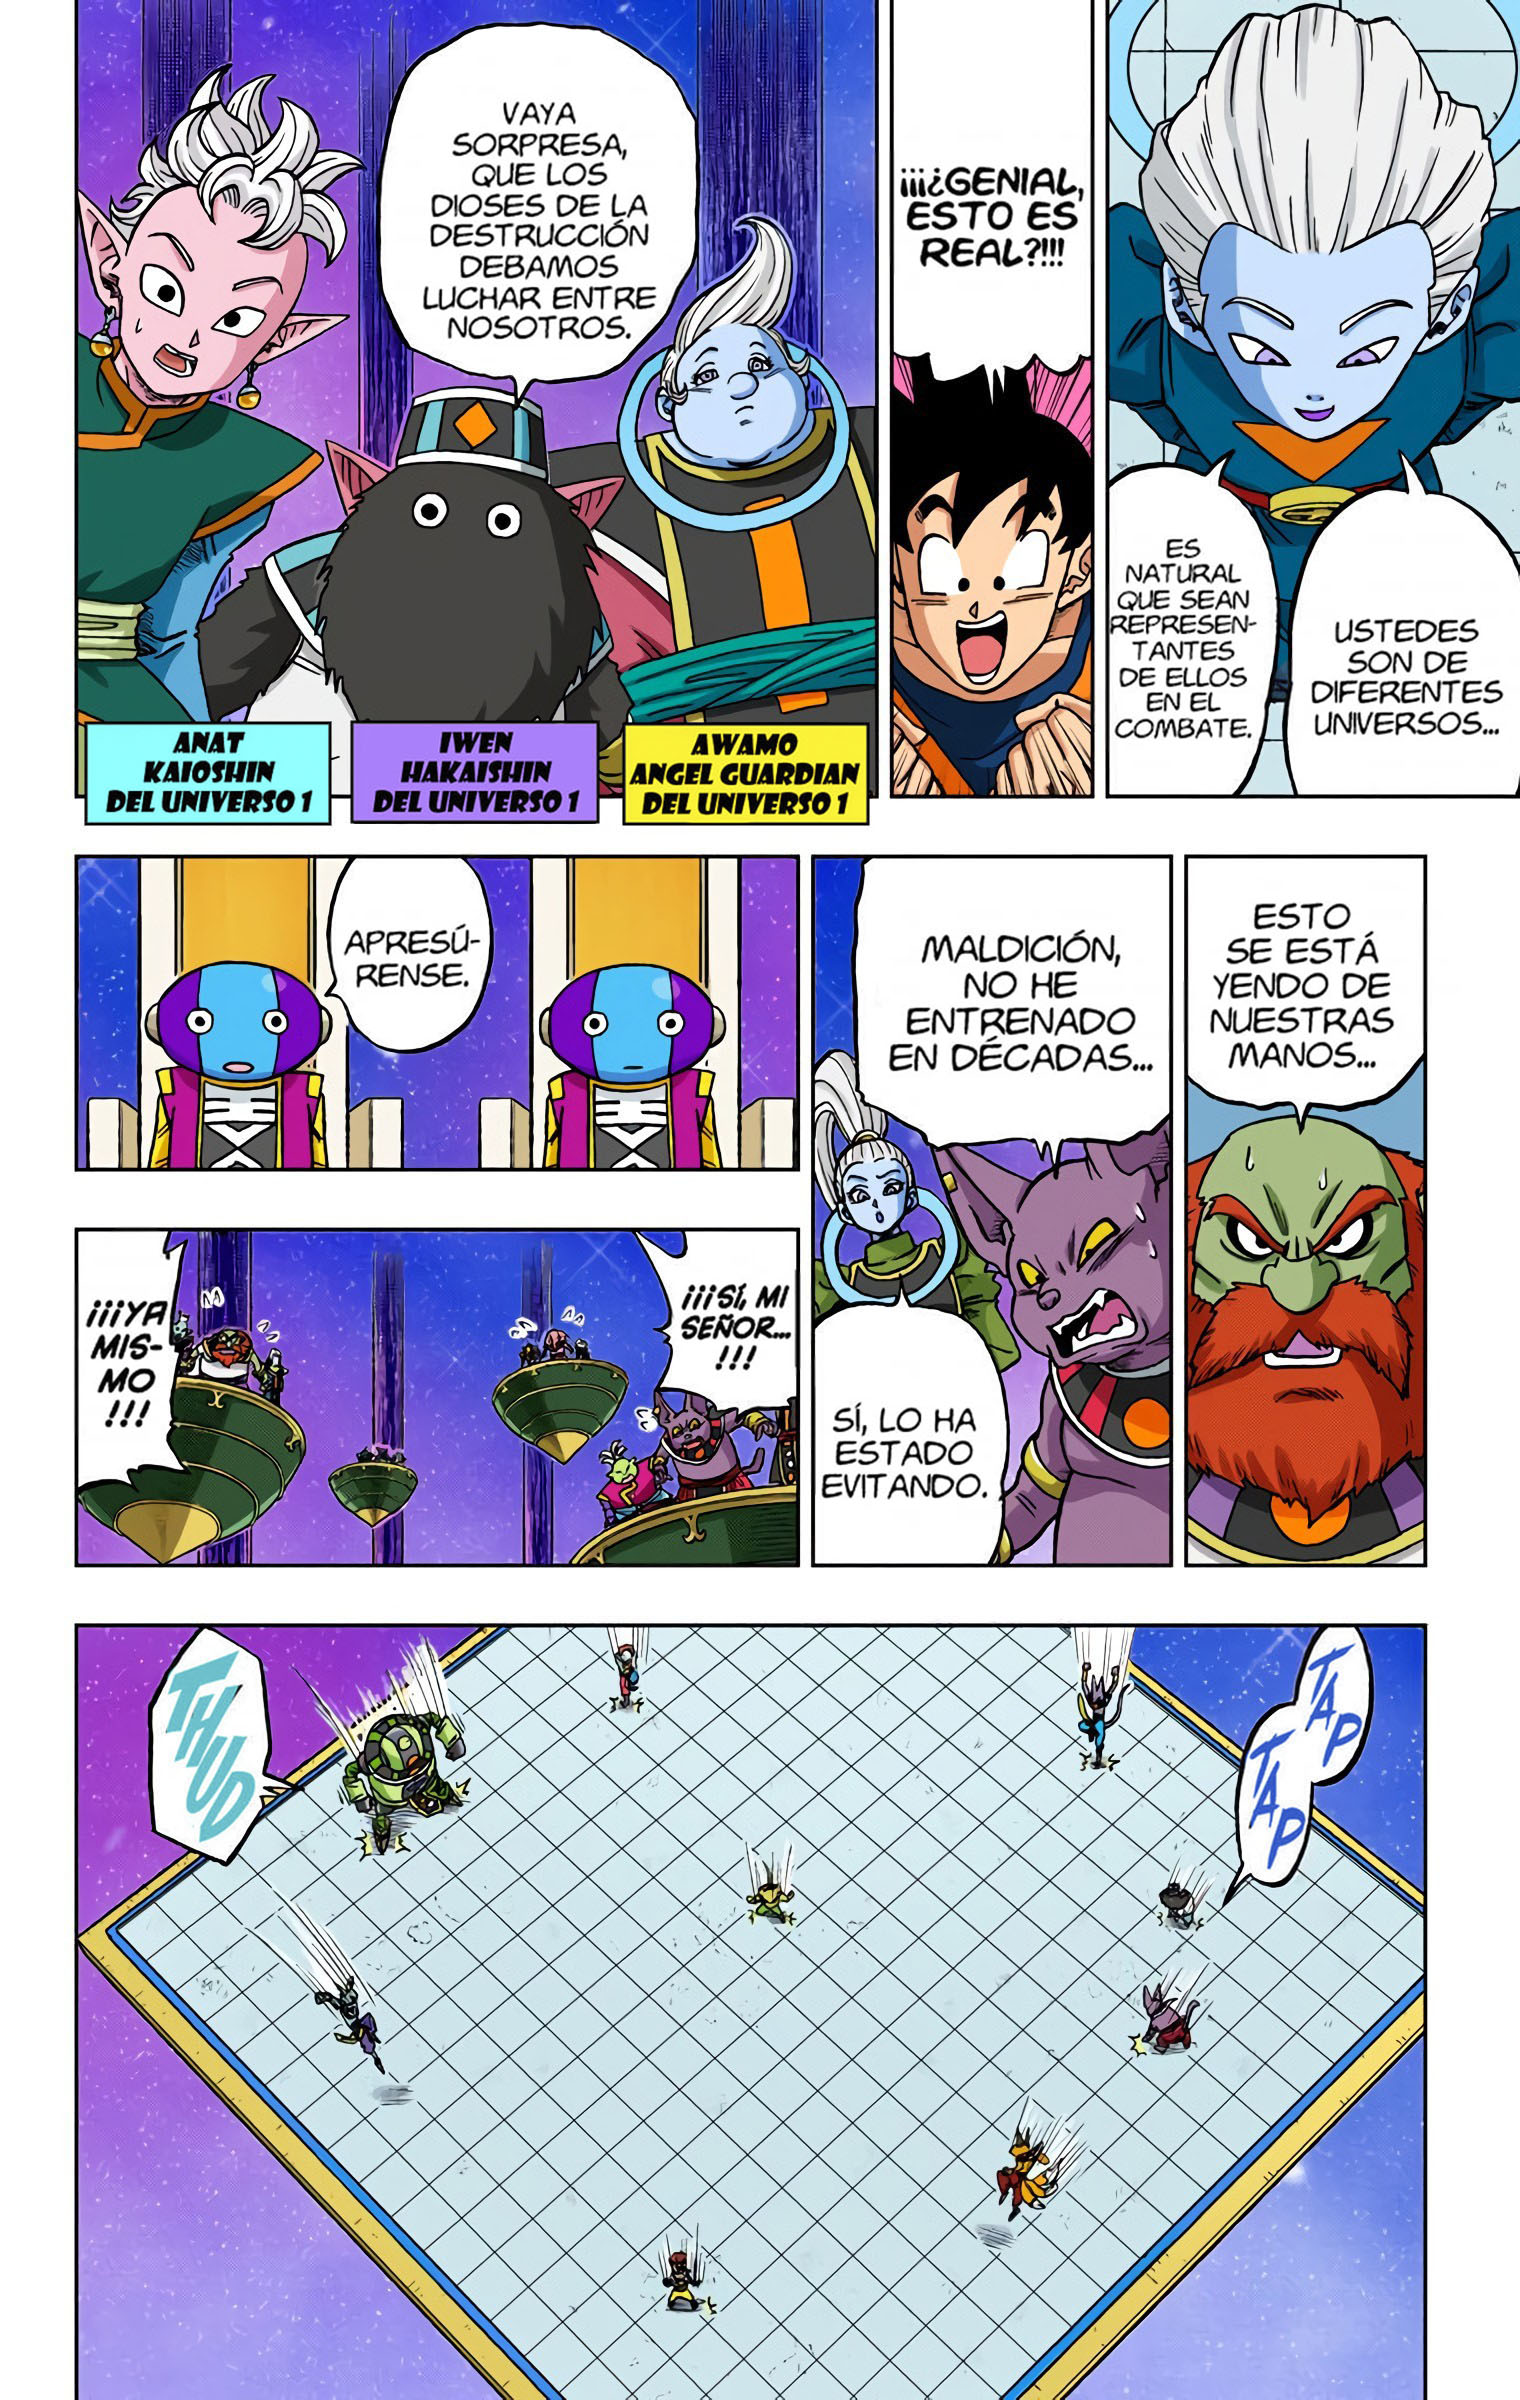 USTEDES
SON DE
DIFERENTES
UNIVERSOS...
ES
NATURAL
QUE SEAN
REPRESEN-
TANTES
DE ELLOS
EN EL
COMBATE.
¡¡¡¿GENIAL,
ESTO ES
REAL?!!!
VAYA
SORPRESA,
QUE LOS
DIOSES DE LA
DESTRUCCIÓN
DEBAMOS
LUCHAR ENTRE
NOSOTROS.
ANAT
KAIOSHIN
DEL UNIVERSO 1
IWEN
HAKAISHIN
DEL UNIVERSO 1
AWAMO
ANGEL GUARDIAN
DEL UNIVERSO 1
ESTO
SE ESTÁ
YENDO DE
NUESTRAS
MANOS...
MALDICIÓN,
NO HE
ENTRENADO
EN DÉCADAS...
SÍ, LO HA
ESTADO
EVITANDO.
APRESÚ-
RENSE.
¡¡¡SÍ, MI
SEÑOR...
!!!
¡¡¡YA
MIS-
MO
!!!
TAP
TAP
THUD